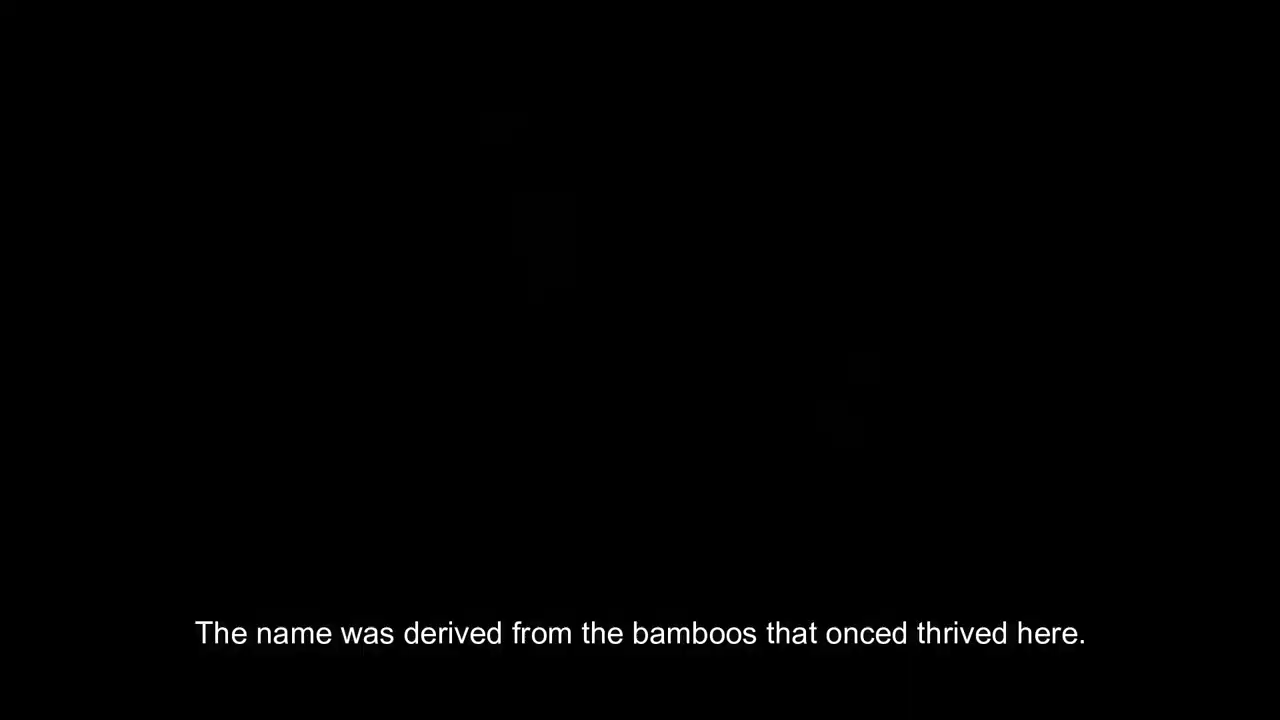 The name was derived from the bamboos that onced thrived here.